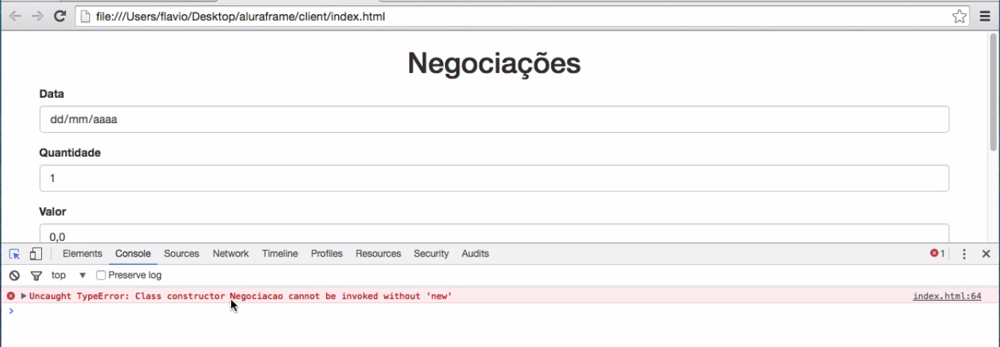 file:///Users/flavio/Desktop/aluraframe/client/index.html
Negociações
Data
dd/mm/aaaa
Quantidade
1
Valor
0,0
Elements Console Sources Network Timeline Profiles Resources Security Audits 1
top Preserve log
Uncaught TypeError: Class constructor Negociacao cannot be invoked without 'new' index.html:64